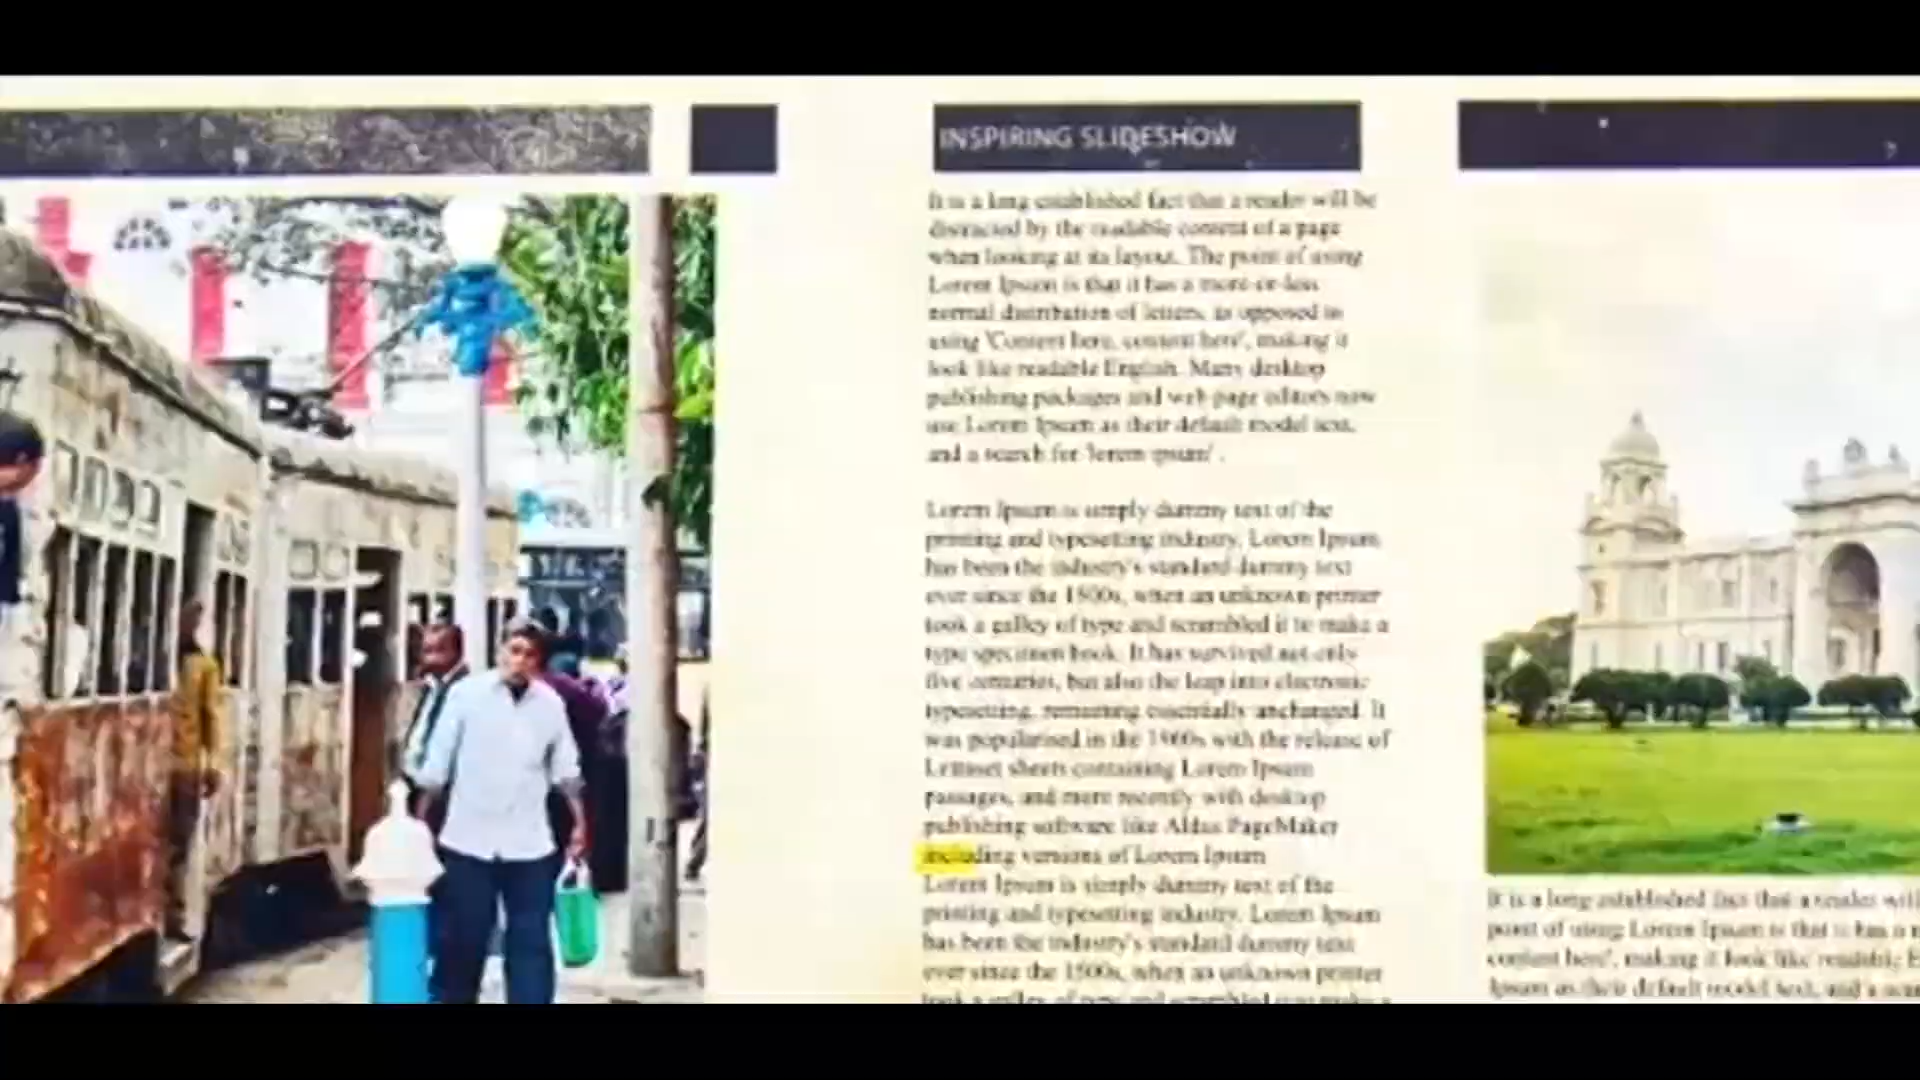 INSPIRING SLIDESHOW
It is a long established fact that a reader will be
distracted by the readable content of a page
when looking at its layout. The point of using
Lorem Ipsum is that it has a more-or-less
normal distribution of letters, as opposed to
using 'Content here, content here', making it
look like readable English. Many desktop
publishing packages and web page editors now
use Lorem Ipsum as their default model text,
and a search for 'lorem ipsum' .
Lorem Ipsum is simply dummy text of the
printing and typesetting industry. Lorem Ipsum
has been the industry's standard dummy text
ever since the 1500s, when an unknown printer
took a galley of type and scrambled it to make a
type specimen book. It has survived not only
five centuries, but also the leap into electronic
typesetting, remaining essentially unchanged. It
was popularised in the 1960s with the release of
Letraset sheets containing Lorem Ipsum
passages, and more recently with desktop
publishing software like Aldus PageMaker
including versions of Lorem Ipsum
Lorem Ipsum is simply dummy text of the
printing and typesetting industry. Lorem Ipsum
has been the industry's standard dummy text
ever since the 1500s, when an unknown printer
took a galley of type and scrambled it to make a
It is a long established fact that a reader will
point of using Lorem Ipsum is that it has a
content here', making it look like readable
Ipsum as their default model text, and a